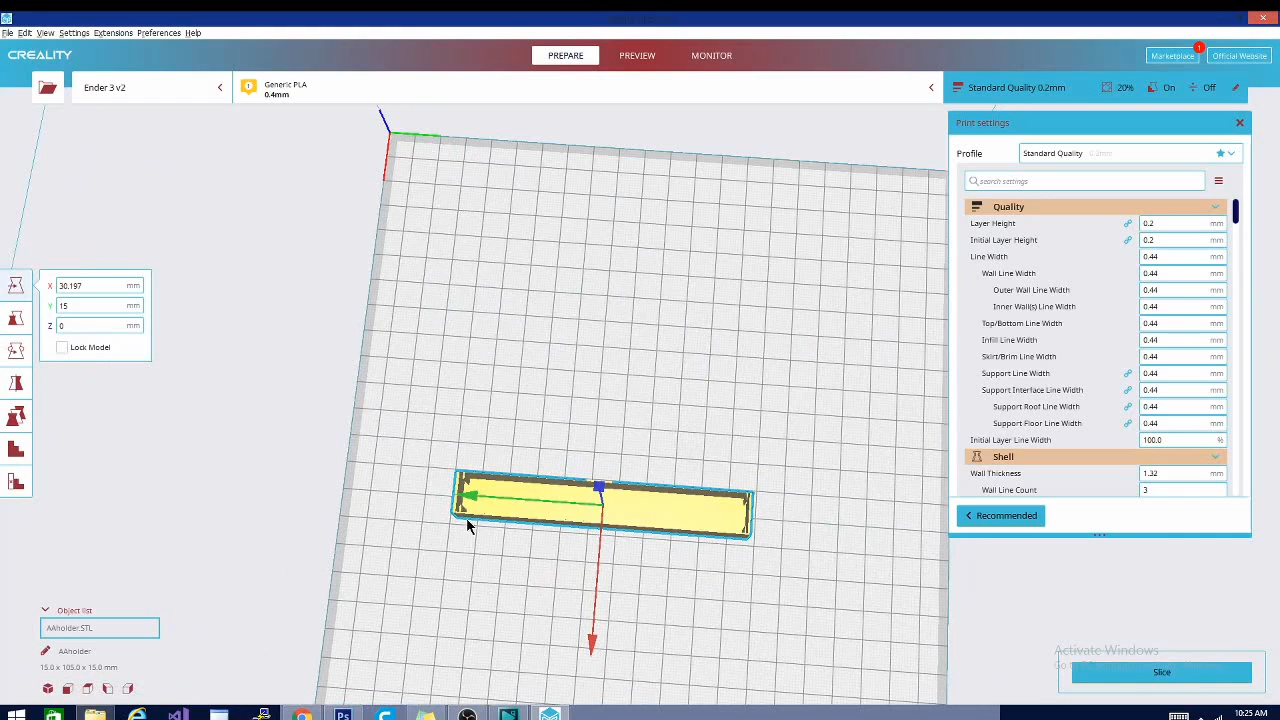 File Edit View Settings Extensions Preferences Help
CREALITY PREPARE PREVIEW MONITOR Marketplace 1 Official Website
Ender 3 v2 Generic PLA Standard Quality 0.2mm 20% On Off
0.4mm
Print settings
Profile Standard Quality 0.2mm
search settings
Quality
Layer Height 0.2 mm
Initial Layer Height 0.2 mm
Line Width 0.44 mm
Wall Line Width 0.44 mm
Outer Wall Line Width 0.44 mm
Inner Wall(s) Line Width 0.44 mm
Top/Bottom Line Width 0.44 mm
Infill Line Width 0.44 mm
Skirt/Brim Line Width 0.44 mm
Support Line Width 0.44 mm
Support Interface Line Width 0.44 mm
Support Roof Line Width 0.44 mm
Support Floor Line Width 0.44 mm
Initial Layer Line Width 100.0 %
Shell
Wall Thickness 1.32 mm
Wall Line Count 3
Recommended
X 30.197 mm
Y 15 mm
Z 0 mm
Lock Model
Object list
AAholder.STL
AAholder
15.0 x 105.0 x 15.0 mm
Activate Windows
Slice
10:25 AM